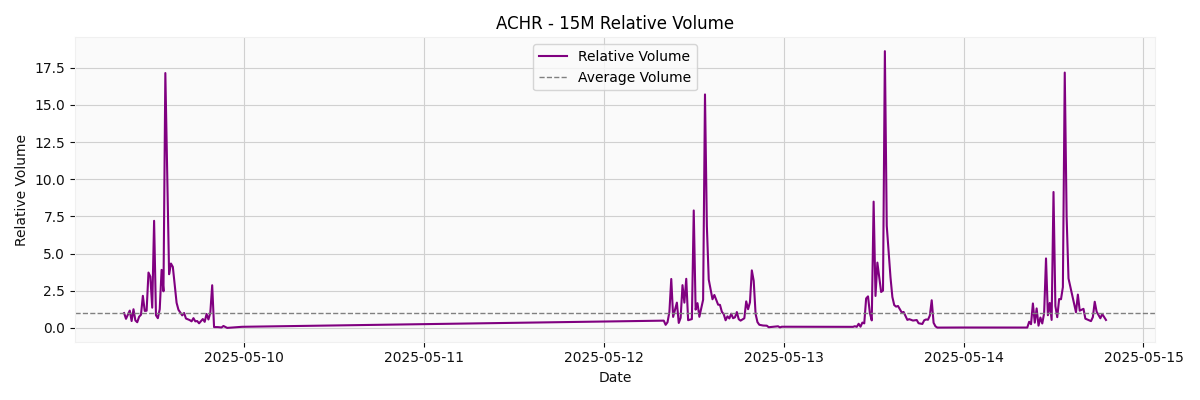 ACHR - 15M Relative Volume
Relative Volume
Average Volume
Relative Volume
17.5
15.0
12.5
10.0
7.5
5.0
2.5
0.0
2025-05-10
2025-05-11
2025-05-12
2025-05-13
2025-05-14
2025-05-15
Date